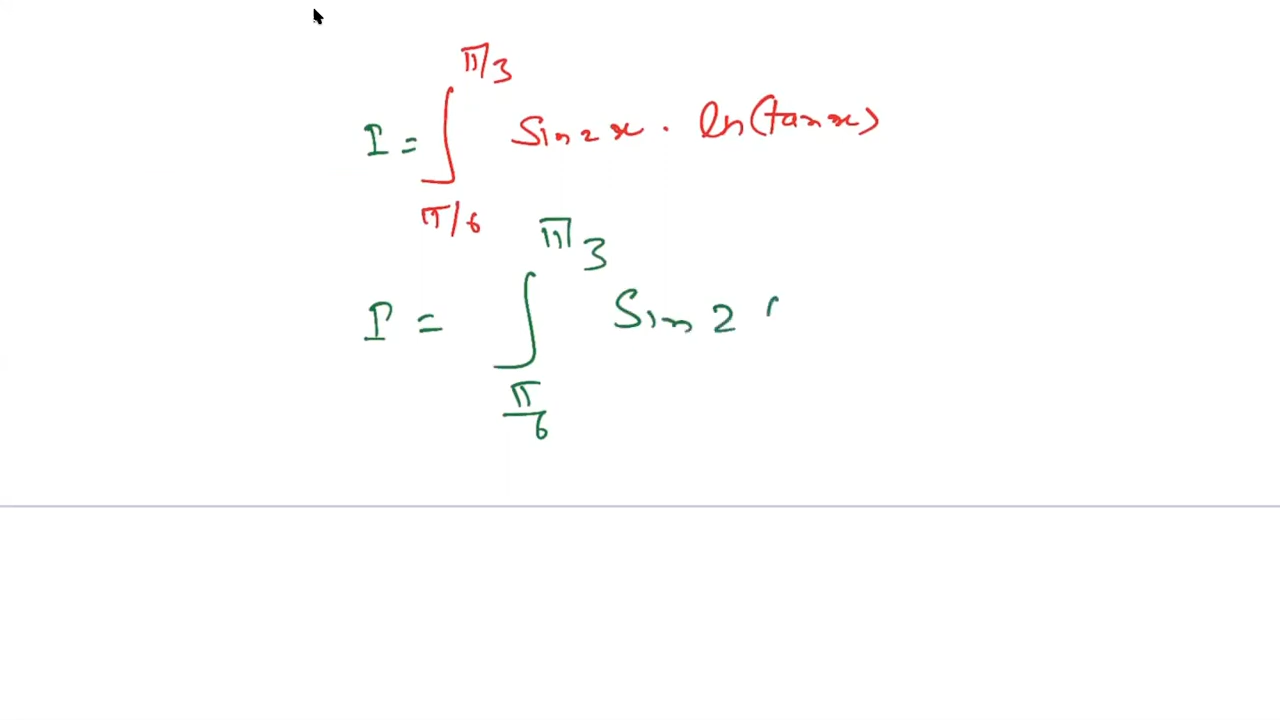 I = ∫ π/3 π/6 Sin2x . ln(tanx)
I = ∫ π/3 π/6 Sin 2 (